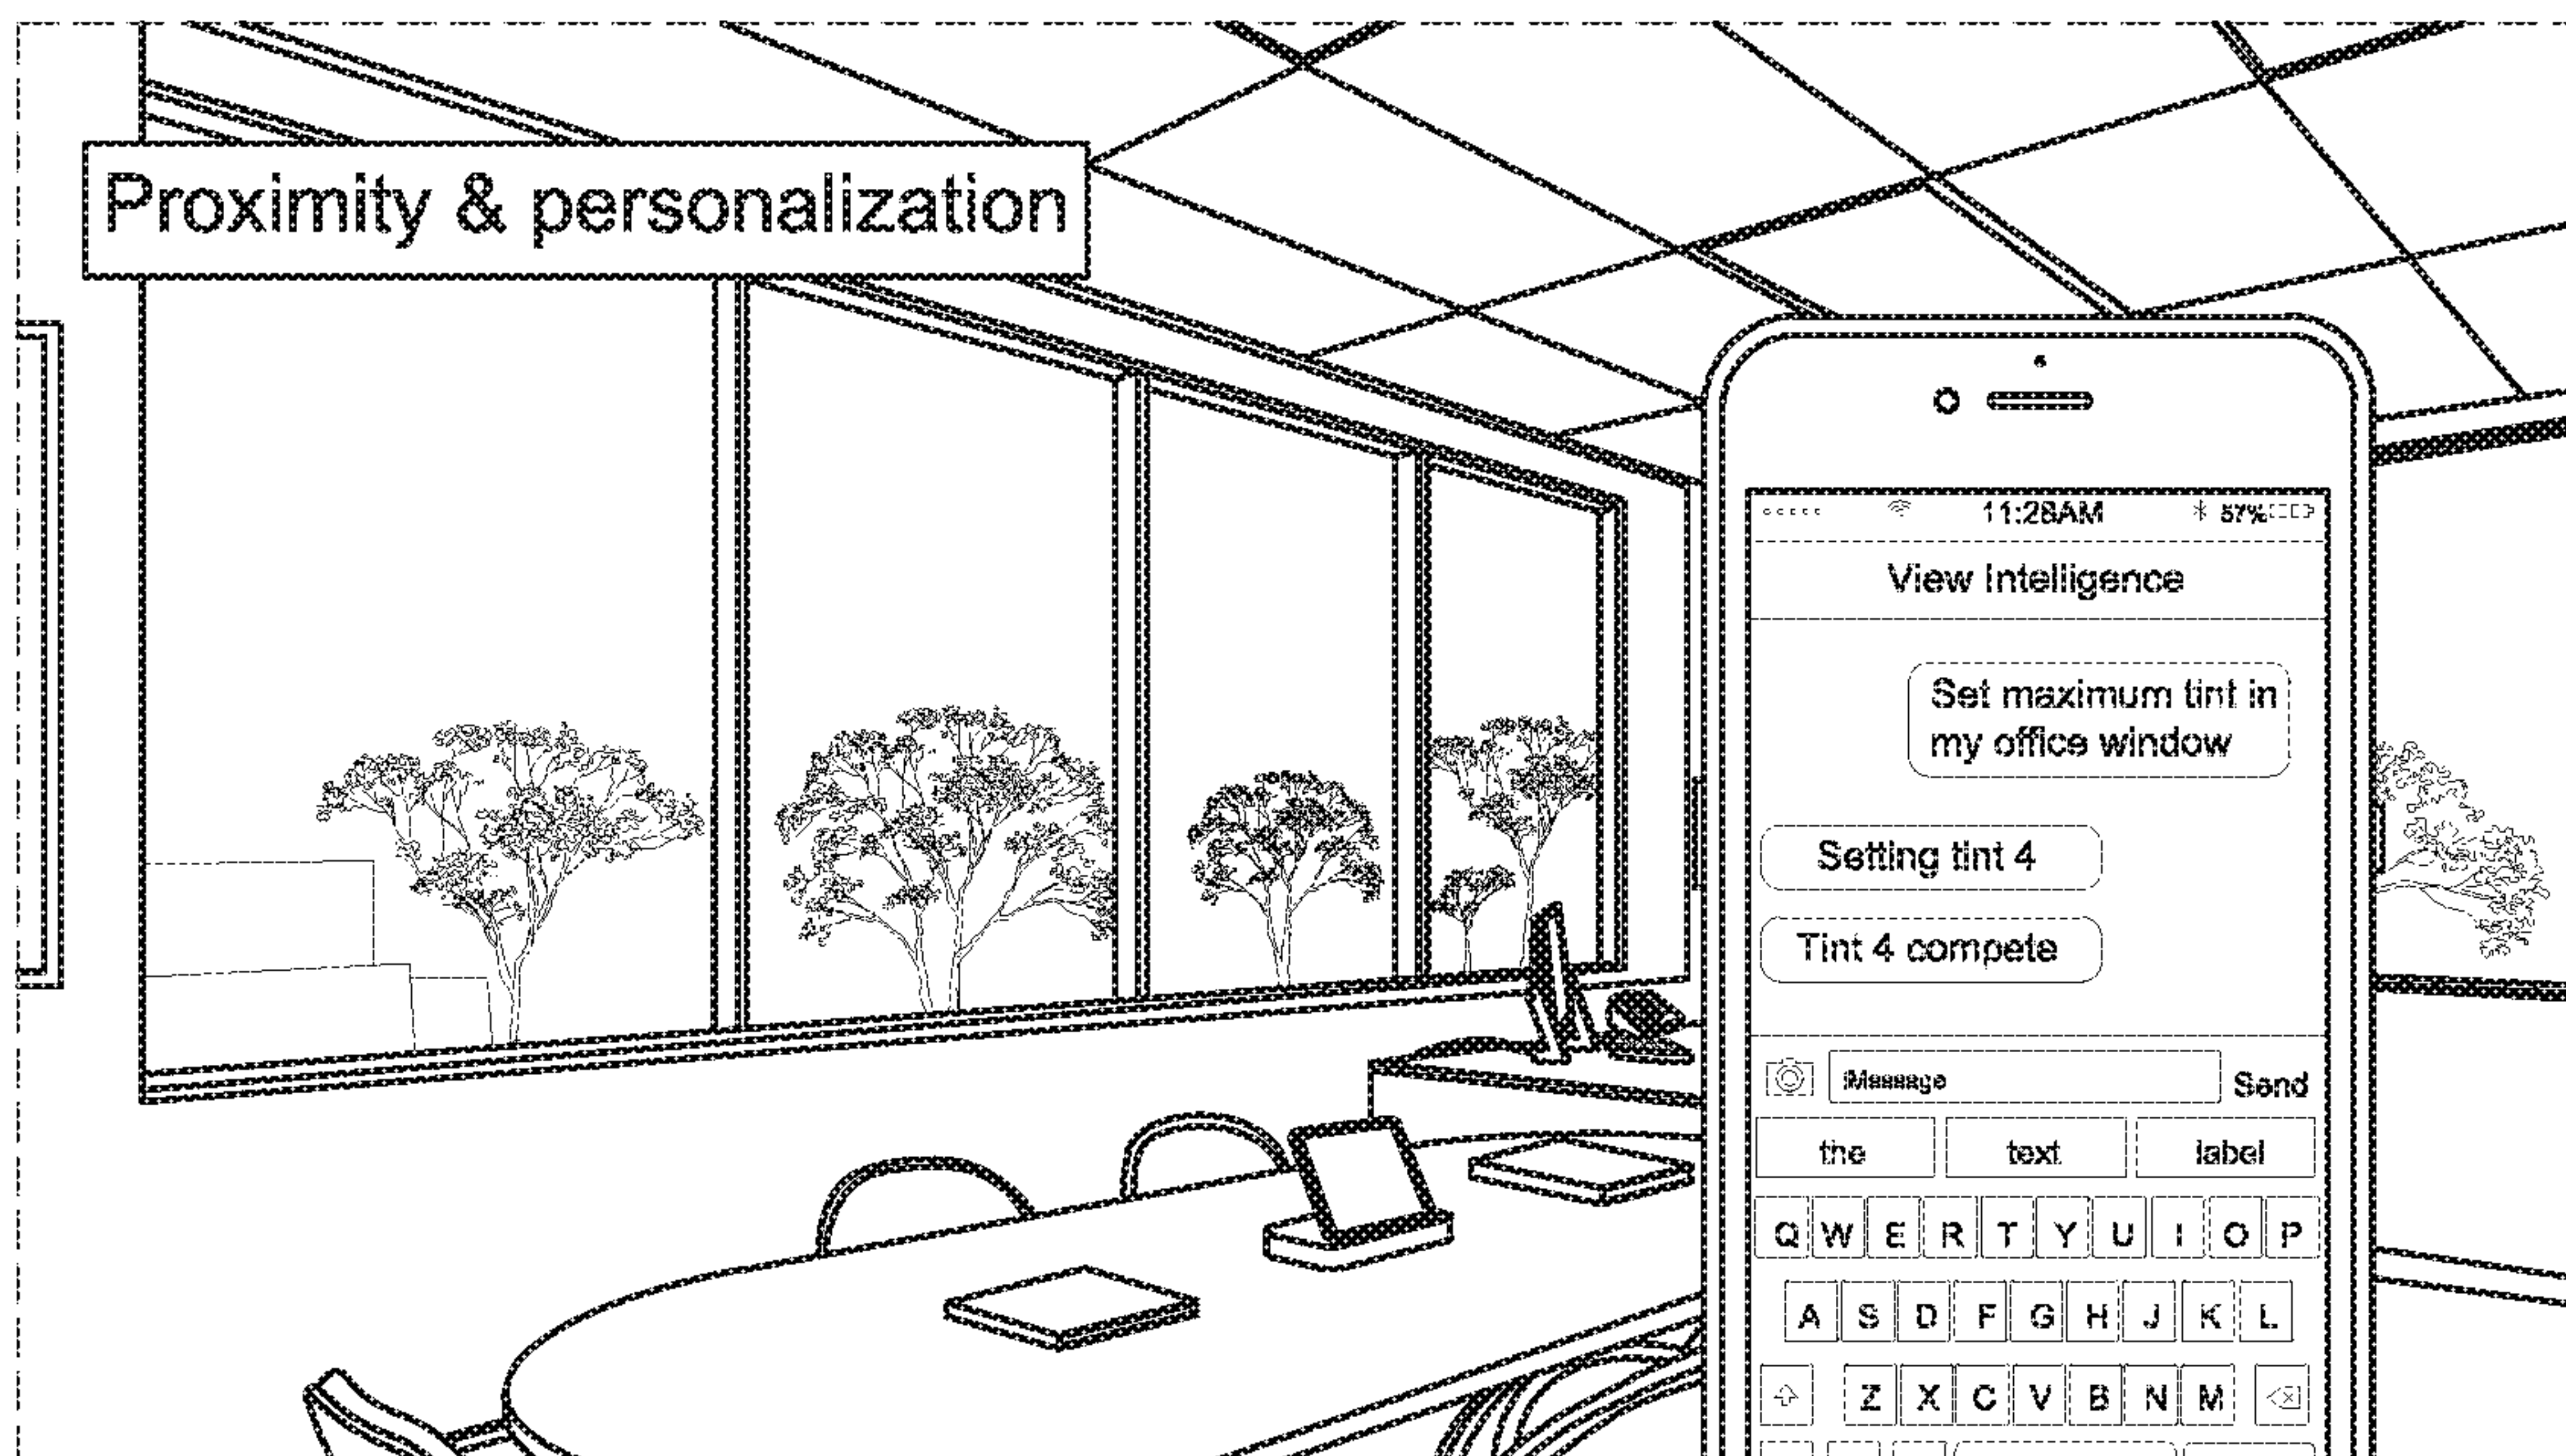 Proximity & personalization
11:28AM 57%
View Intelligence
Set maximum tint in
my office window
Setting tint 4
Tint 4 compete
iMessage Send
the text label
Q W E R T Y U I O P
A S D F G H J K L
Z X C V B N M